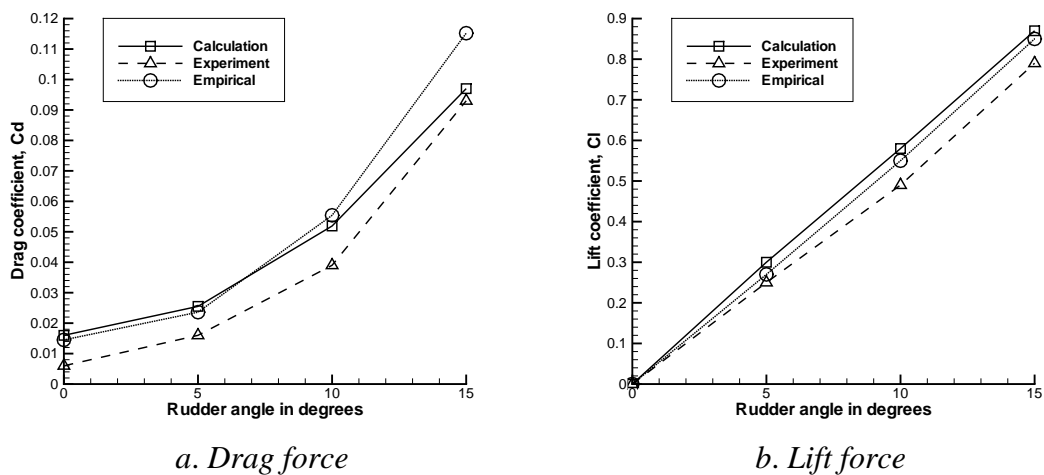 0.12
0.11
0.1
0.09
0.08
0.07
0.06
0.05
0.04
0.03
0.02
0.01
0
Drag coefficient, Cd
Calculation
Experiment
Empirical
0 5 10 15
Rudder angle in degrees
a. Drag force
0.9
0.8
0.7
0.6
0.5
0.4
0.3
0.2
0.1
0
Lift coefficient, Cl
Calculation
Experiment
Empirical
0 5 10 15
Rudder angle in degrees
b. Lift force